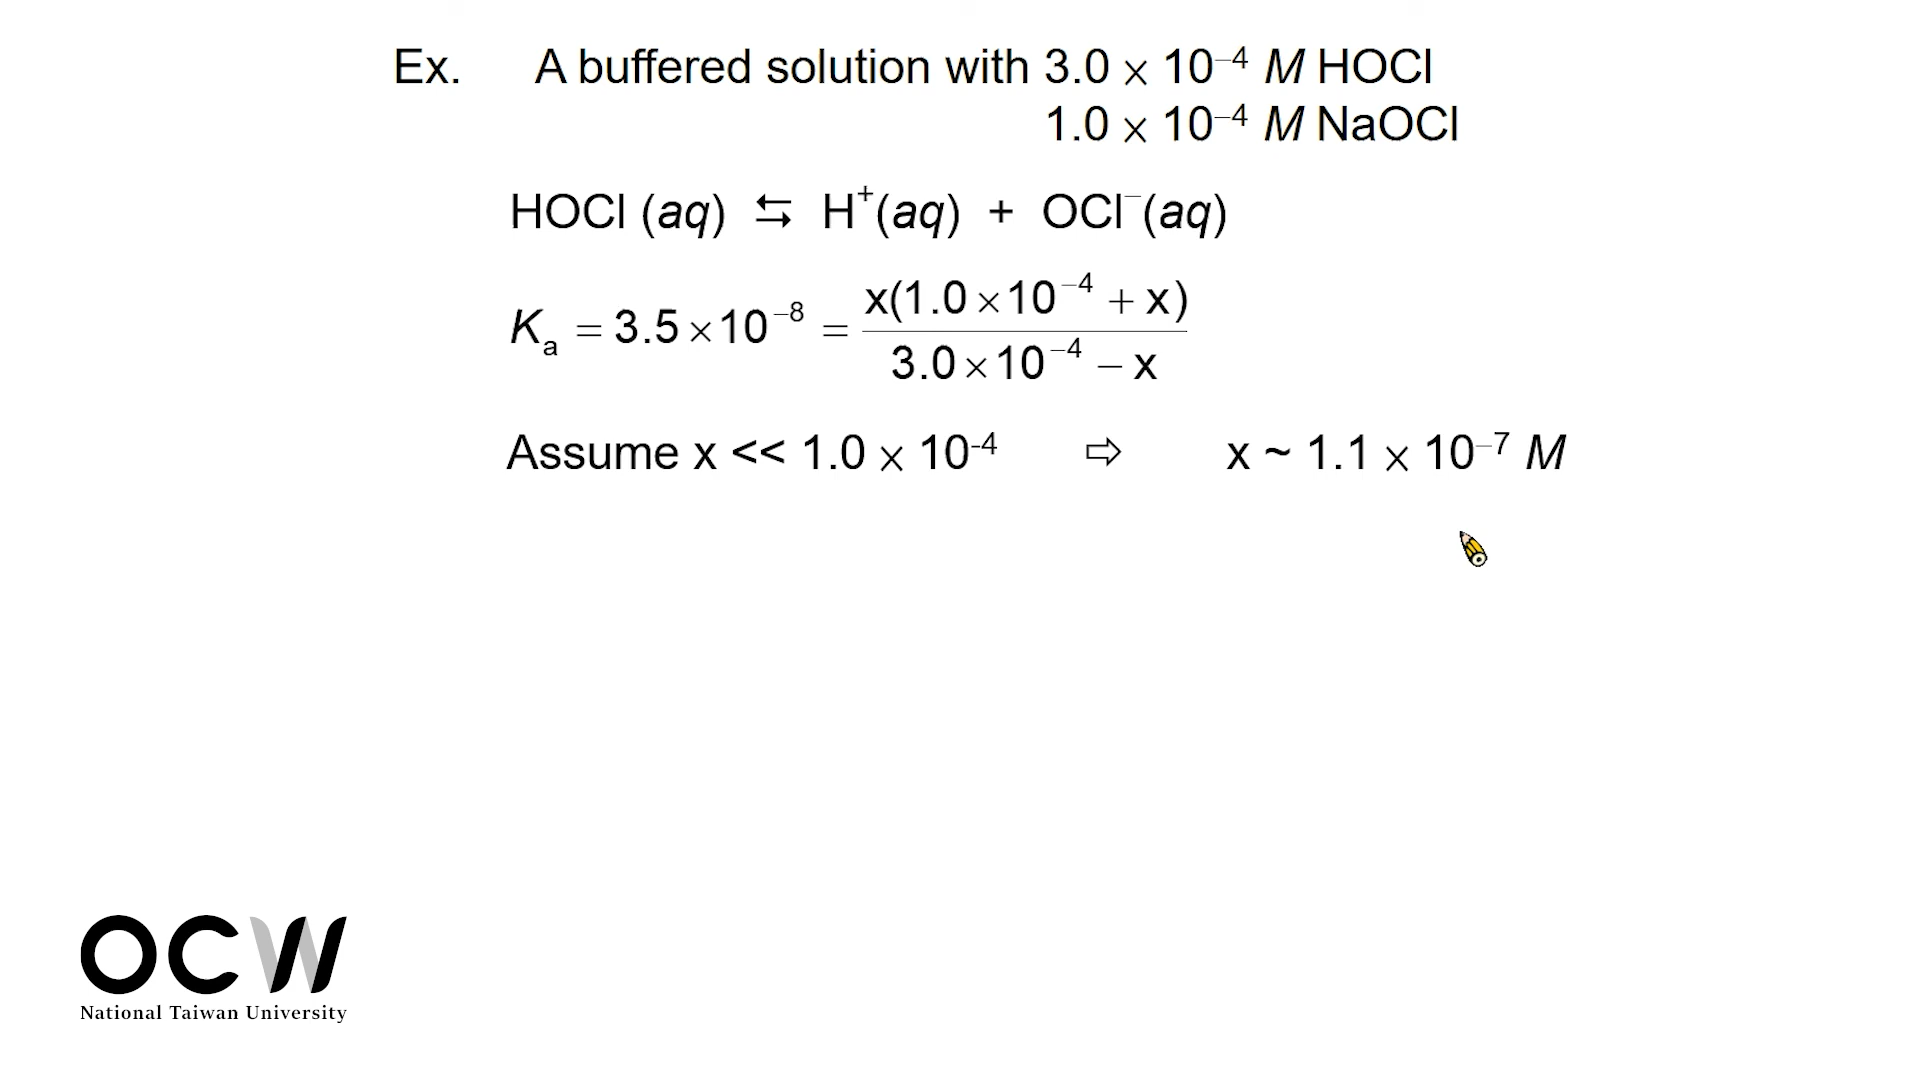 Ex. A buffered solution with 3.0 × 10⁻⁴ M HOCl
1.0 × 10⁻⁴ M NaOCl
HOCl (aq) ⇆ H⁺(aq) + OCl⁻(aq)
Kₐ = 3.5 × 10⁻⁸ = x(1.0 × 10⁻⁴ + x) / 3.0 × 10⁻⁴ − x
Assume x << 1.0 × 10⁻⁴ ⇨ x ~ 1.1 × 10⁻⁷ M
OCW
National Taiwan University